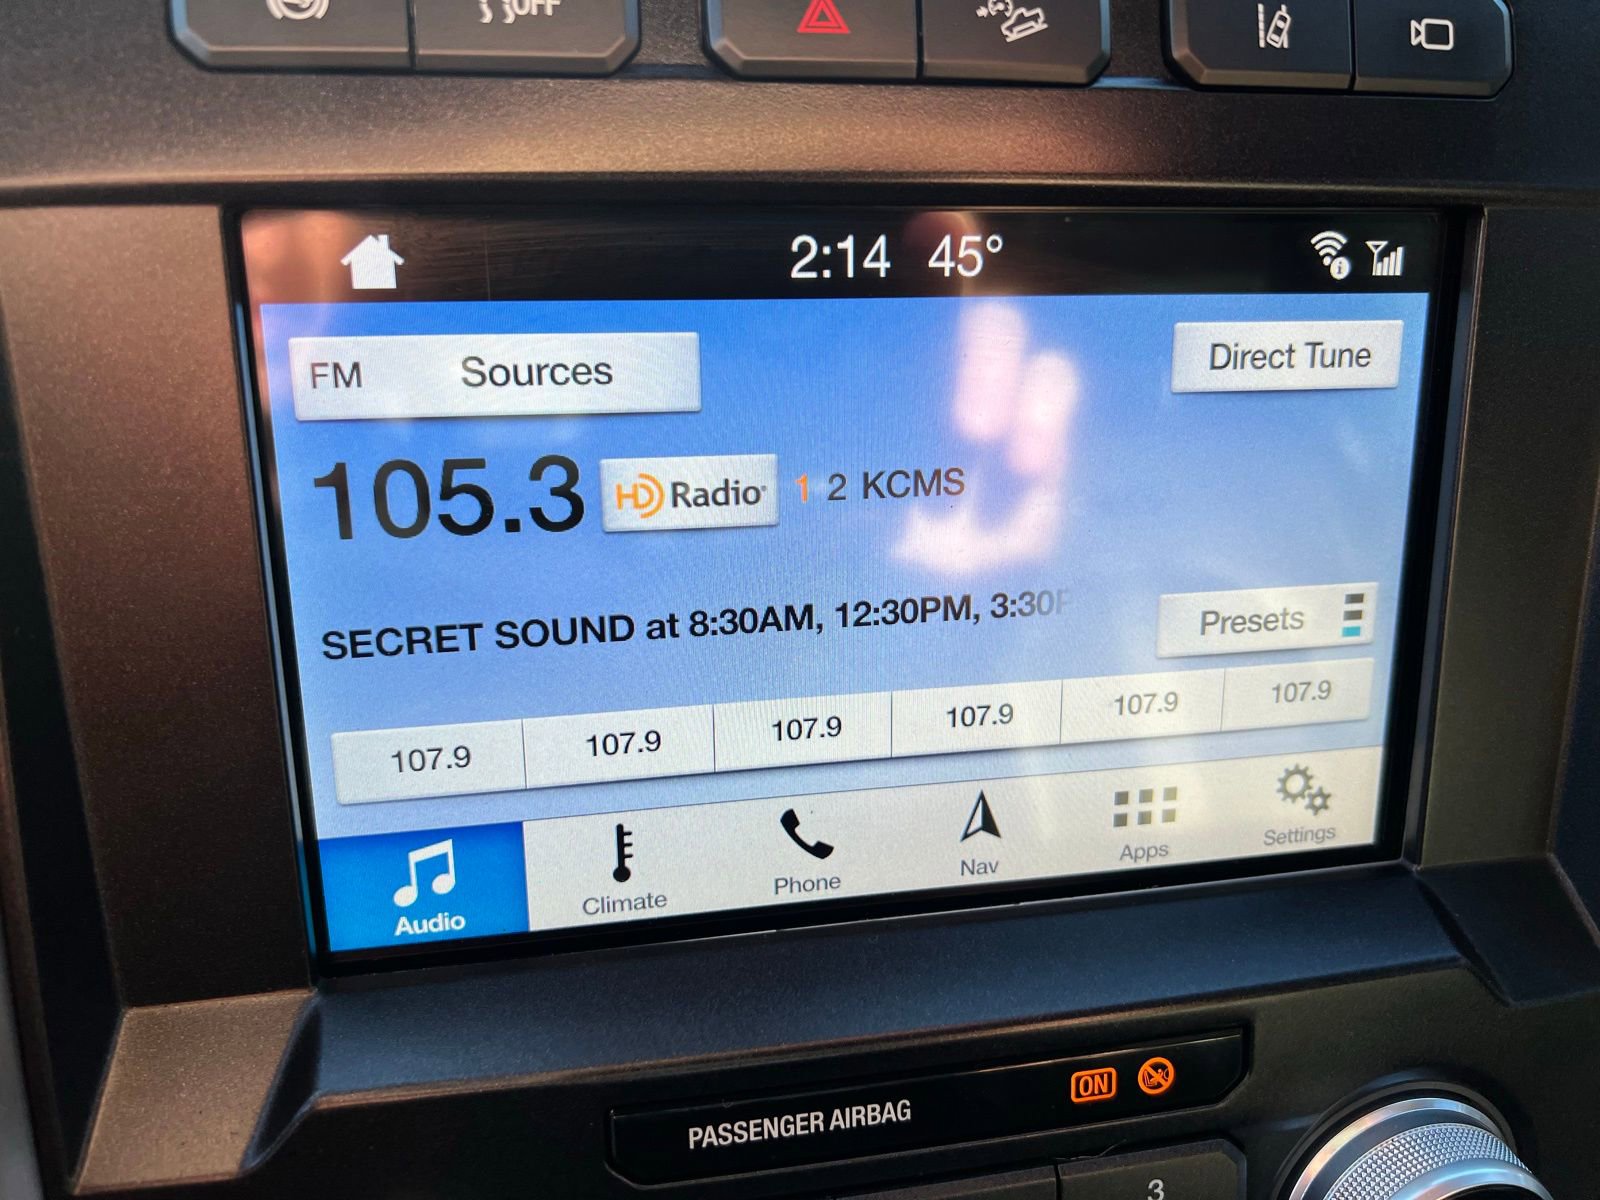 OFF
2:14 45°
FM Sources
Direct Tune
105.3 HD Radio 1 2 KCMS
SECRET SOUND at 8:30AM, 12:30PM, 3:30
Presets
107.9 107.9 107.9 107.9 107.9 107.9
Audio Climate Phone Nav Apps Settings
PASSENGER AIRBAG ON
3